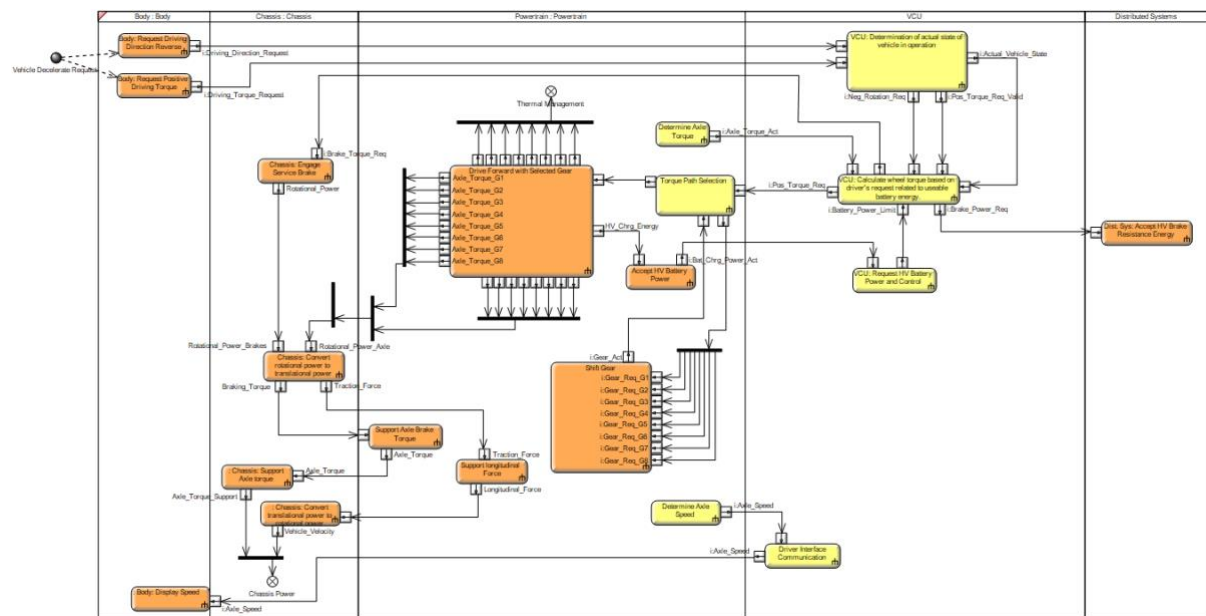 Body : Body
Chassis : Chassis
Powertrain : Powertrain
VCU
Distributed Systems
Body: Request Driving
Direction Reverse
i:Driving_Direction_Request
Vehicle Decelerate Request
Body: Request Positive
Driving Torque
i:Driving_Torque_Request
VCU: Determination of actual state of
vehicle in operation
i:Actual_Vehicle_State
i:Neg_Rotation_Req
i:Pos_Torque_Req_Valid
Thermal Management
Determine Axle
Torque
i:Axle_Torque_Act
i:Brake_Torque_Req
Chassis: Engage
Service Brake
Rotational_Power
Drive Forward with Selected Gear
Axle_Torque_G1
Axle_Torque_G2
Axle_Torque_G3
Axle_Torque_G4
Axle_Torque_G5
Axle_Torque_G6
Axle_Torque_G7
Axle_Torque_G8
HV_Chrg_Energy
Torque Path Selection
i:Pos_Torque_Req
VCU: Calculate wheel torque based on
driver's request related to useable
battery energy.
i:Battery_Power_Limit
i:Brake_Power_Req
Dist. Sys: Accept HV Brake
Resistance Energy
i:Bat_Chrg_Power_Act
Accept HV Battery
Power
VCU: Request HV Battery
Power and Control
Rotational_Power_Brakes
Rotational_Power_Axle
Chassis: Convert
rotational power to
translational power
Braking_Torque
Traction_Force
i:Gear_Act
Shift Gear
i:Gear_Req_G1
i:Gear_Req_G2
i:Gear_Req_G3
i:Gear_Req_G4
i:Gear_Req_G5
i:Gear_Req_G6
i:Gear_Req_G7
i:Gear_Req_G8
Support Axle Brake
Torque
Axle_Torque
Traction_Force
Support longitudinal
Force
Longitudinal_Force
: Chassis: Support
Axle torque
Axle_Torque
Axle_Torque_Support
: Chassis: Convert
translational power to
rotational power
Vehicle_Velocity
Determine Axle
Speed
i:Axle_Speed
Driver Interface
Communication
i:Axle_Speed
Chassis Power
Body: Display Speed
i:Axle_Speed